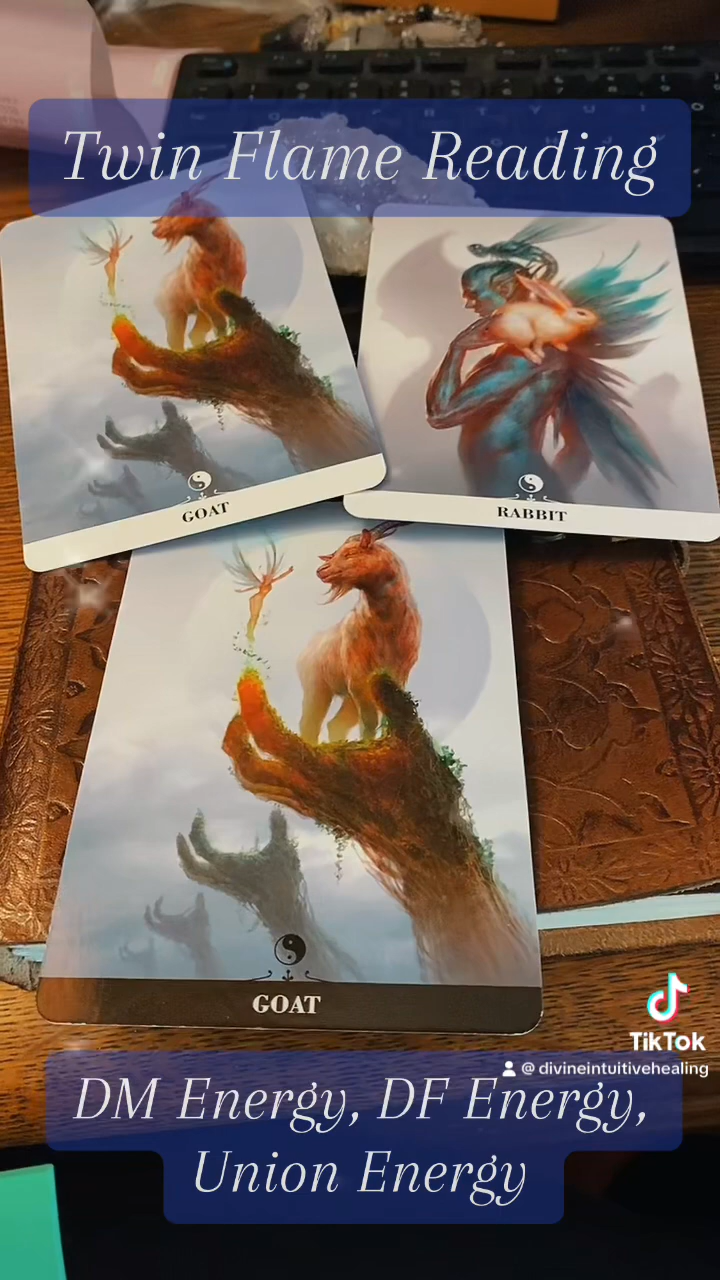 Twin Flame Reading
GOAT
RABBIT
GOAT
TikTok
@divineintuitivehealing
DM Energy, DF Energy,
Union Energy